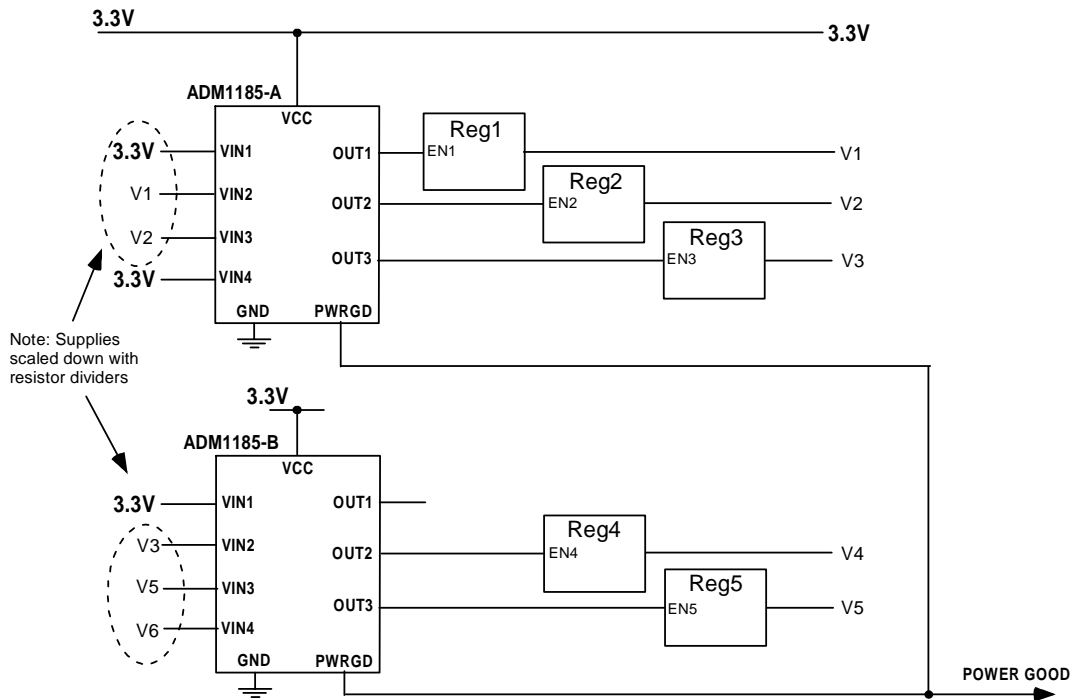 3.3V
3.3V
ADM1185-A
VCC
3.3V
VIN1
OUT1
Reg1
EN1
V1
V1
VIN2
OUT2
Reg2
EN2
V2
V2
VIN3
OUT3
Reg3
EN3
V3
3.3V
VIN4
GND
PWRGD
Note: Supplies
scaled down with
resistor dividers
3.3V
ADM1185-B
VCC
3.3V
VIN1
OUT1
V3
VIN2
OUT2
Reg4
EN4
V4
V5
VIN3
OUT3
Reg5
EN5
V5
V6
VIN4
GND
PWRGD
POWER GOOD